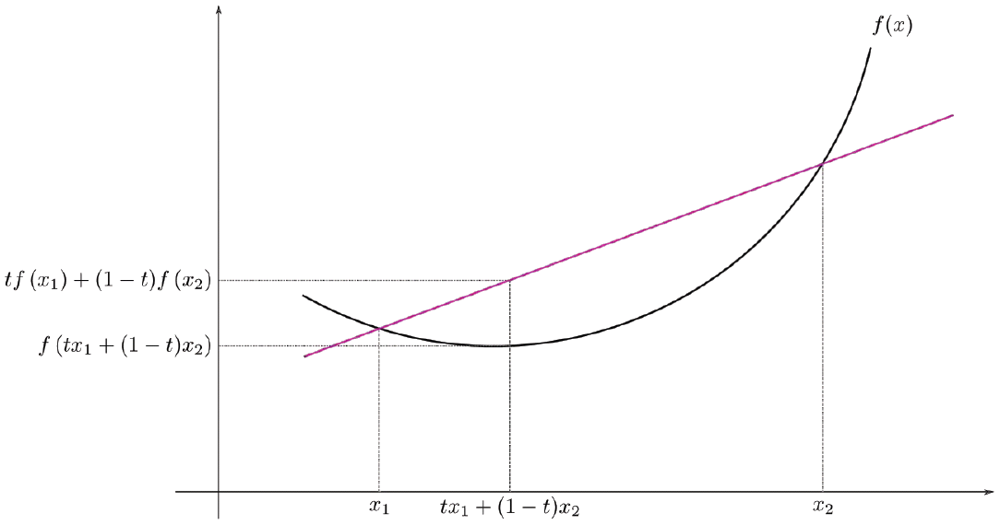 f(x)
tf (x₁) + (1 − t)f (x₂)
f (tx₁ + (1 − t)x₂)
x₁
tx₁ + (1 − t)x₂
x₂